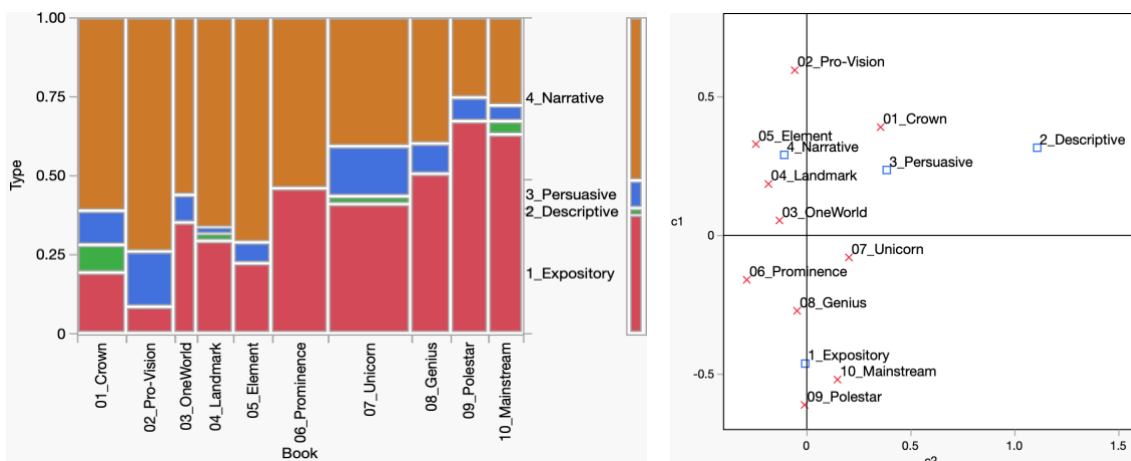 1.00
0.75
0.50
0.25
0
Type
4_Narrative
3_Persuasive
2_Descriptive
1_Expository
01_Crown
02_Pro-Vision
03_OneWorld
04_Landmark
05_Element
06_Prominence
07_Unicorn
08_Genius
09_Polestar
10_Mainstream
Book
0.5
0
-0.5
c1
02_Pro-Vision
01_Crown
05_Element
4_Narrative
2_Descriptive
3_Persuasive
04_Landmark
03_OneWorld
07_Unicorn
06_Prominence
08_Genius
1_Expository
10_Mainstream
09_Polestar
0
0.5
1.0
1.5